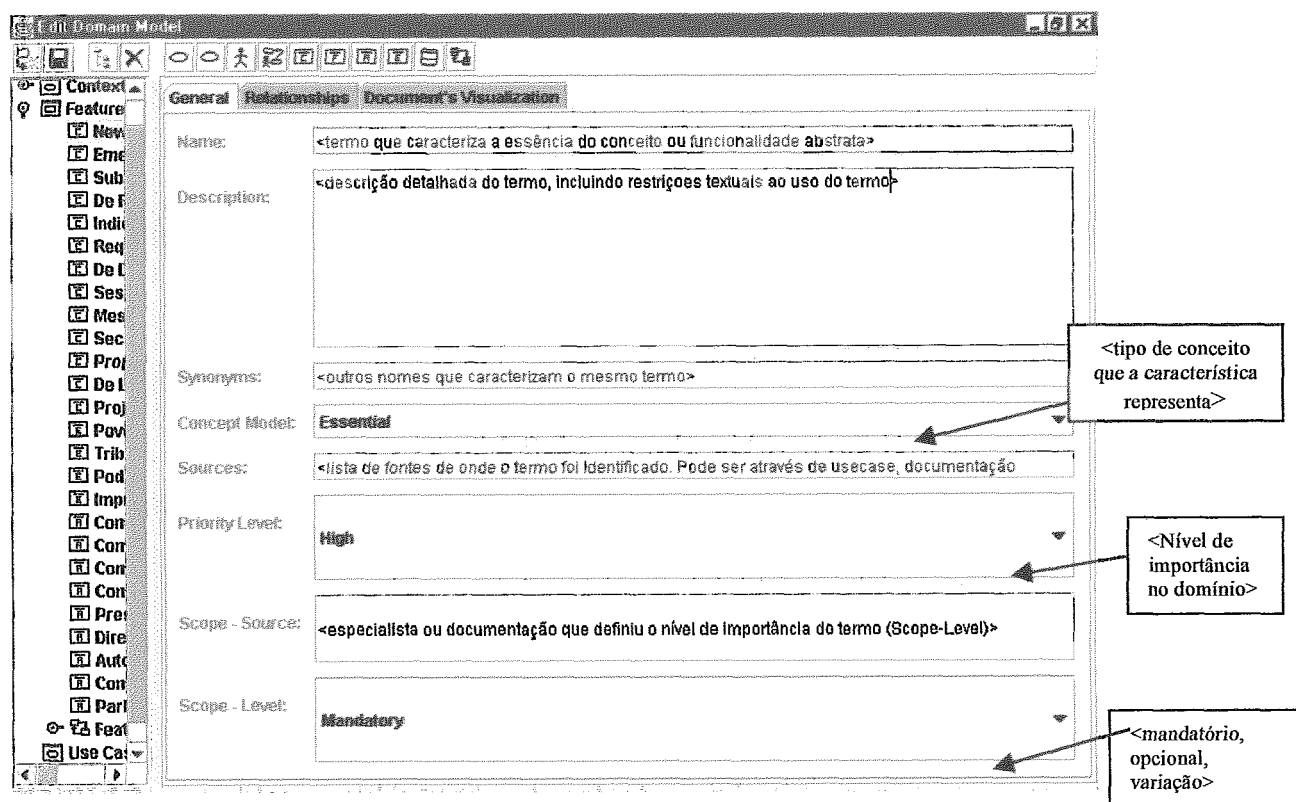 Edit Domain Model
Context
Feature
New
Eme
Sub
De
Indi
Req
De
Ses
Mes
Sec
Pro
De
Proj
Pov
Trib
Pod
Imp
Con
Com
Com
Con
Pres
Dire
Auto
Con
Parl
Feat
Use Ca
General Relationships Document's Visualization
Name:
<termo que caracteriza a essência do conceito ou funcionalidade abstrata>
Description:
<descrição detalhada do termo, incluindo restriçoes textuais ao uso do termo>
Synonyms:
<outros nomes que caracterizam o mesmo termo>
Concept Model:
Essential
Sources:
<lista de fontes de onde o termo foi Identificado. Pode ser através de usecase, documentação
Priority Level:
High
Scope - Source:
<especialista ou documentação que definiu o nível de importância do termo (Scope-Level)>
Scope - Level:
Mandatory
<tipo de conceito
que a característica
representa>
<Nível de
importância
no domínio>
<mandatório,
opcional,
variação>